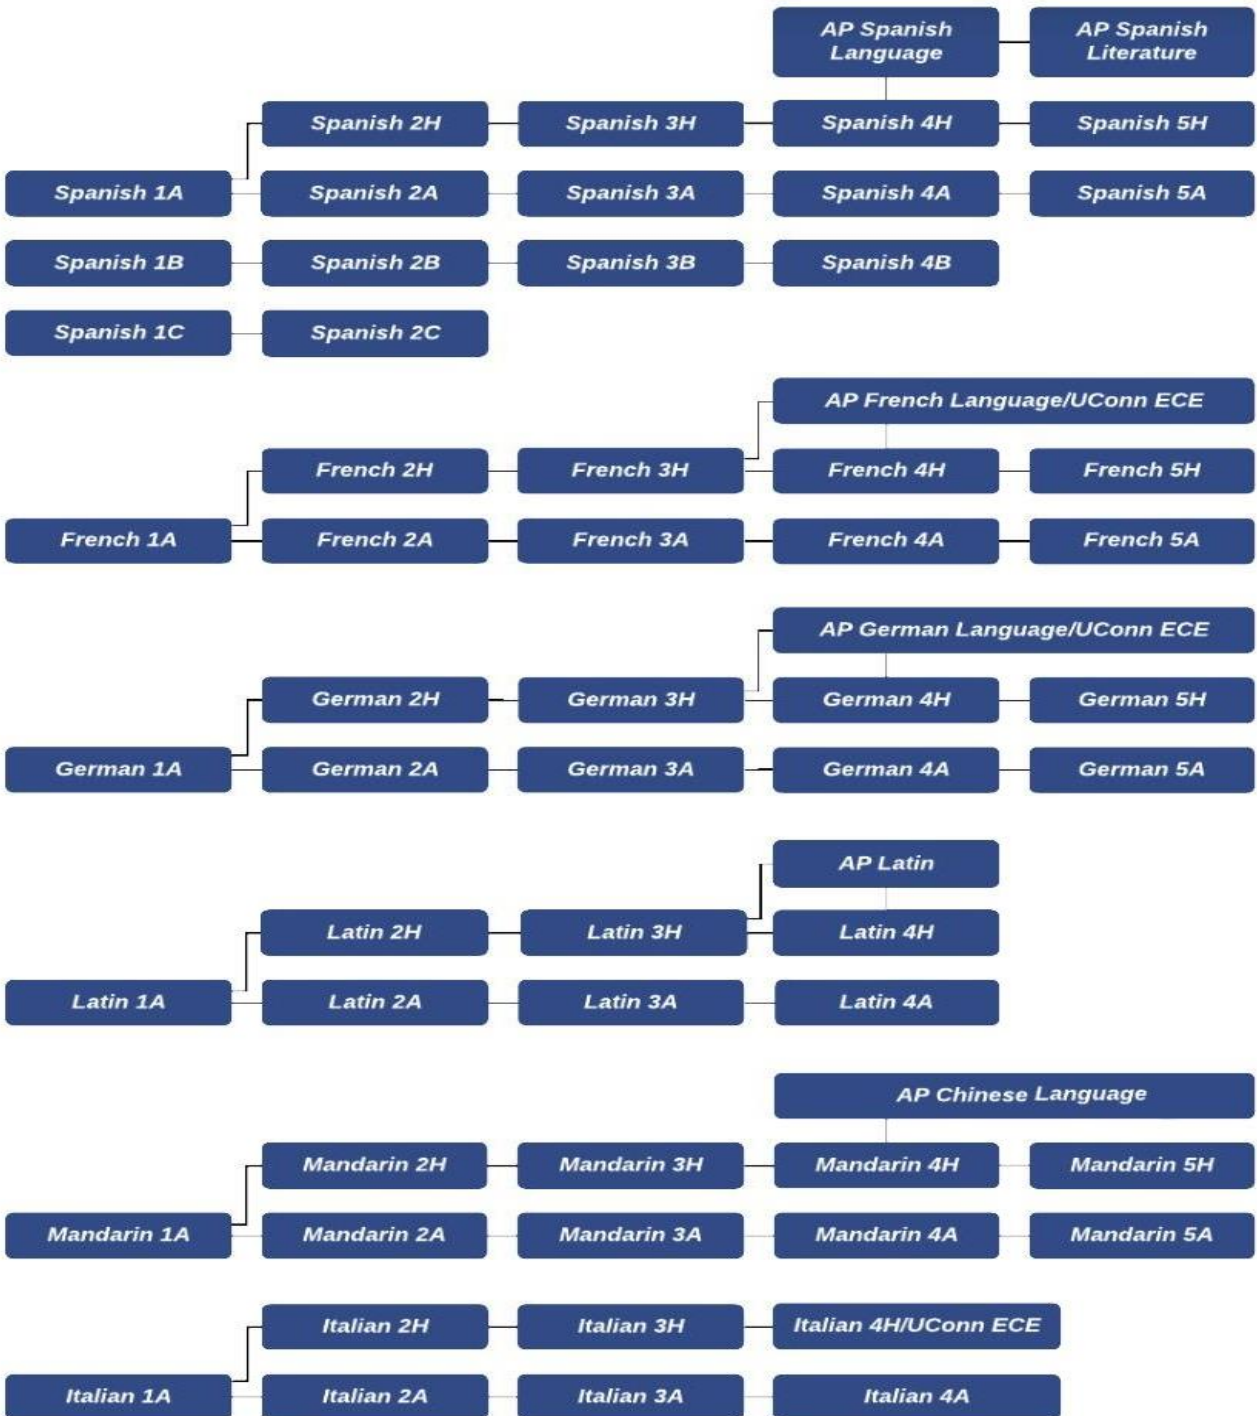 AP Spanish
Language
AP Spanish
Literature
Spanish 2H
Spanish 3H
Spanish 4H
Spanish 5H
Spanish 1A
Spanish 2A
Spanish 3A
Spanish 4A
Spanish 5A
Spanish 1B
Spanish 2B
Spanish 3B
Spanish 4B
Spanish 1C
Spanish 2C
AP French Language/UConn ECE
French 2H
French 3H
French 4H
French 5H
French 1A
French 2A
French 3A
French 4A
French 5A
AP German Language/UConn ECE
German 2H
German 3H
German 4H
German 5H
German 1A
German 2A
German 3A
German 4A
German 5A
AP Latin
Latin 2H
Latin 3H
Latin 4H
Latin 1A
Latin 2A
Latin 3A
Latin 4A
AP Chinese Language
Mandarin 2H
Mandarin 3H
Mandarin 4H
Mandarin 5H
Mandarin 1A
Mandarin 2A
Mandarin 3A
Mandarin 4A
Mandarin 5A
Italian 2H
Italian 3H
Italian 4H/UConn ECE
Italian 1A
Italian 2A
Italian 3A
Italian 4A